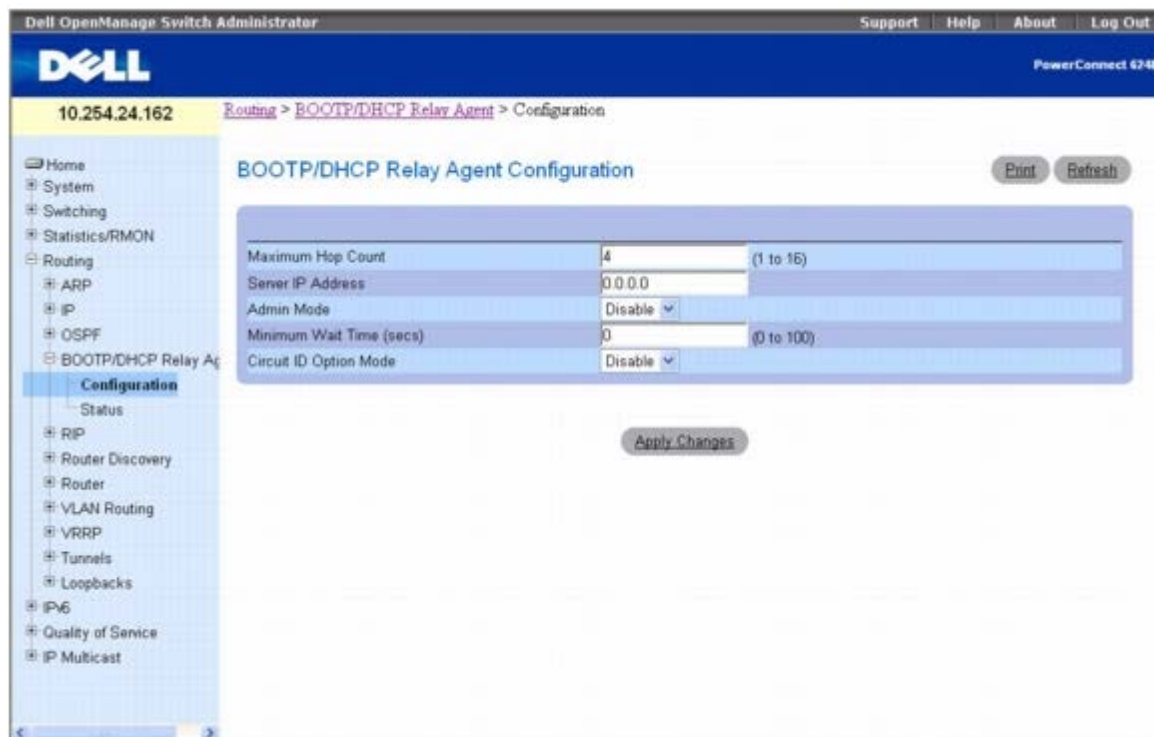 Dell OpenManage Switch Administrator
Support Help About Log Out
DELL
PowerConnect 624
10.254.24.162
Routing > BOOTP/DHCP Relay Agent > Configuration
Home
System
Switching
Statistics/RMON
Routing
ARP
IP
OSPF
BOOTP/DHCP Relay Ag
Configuration
Status
RIP
Router Discovery
Router
VLAN Routing
VRRP
Tunnels
Loopbacks
IPv6
Quality of Service
IP Multicast
BOOTP/DHCP Relay Agent Configuration
Print Refresh
Maximum Hop Count 4 (1 to 16)
Server IP Address 0.0.0.0
Admin Mode Disable
Minimum Wait Time (secs) 0 (0 to 100)
Circuit ID Option Mode Disable
Apply Changes